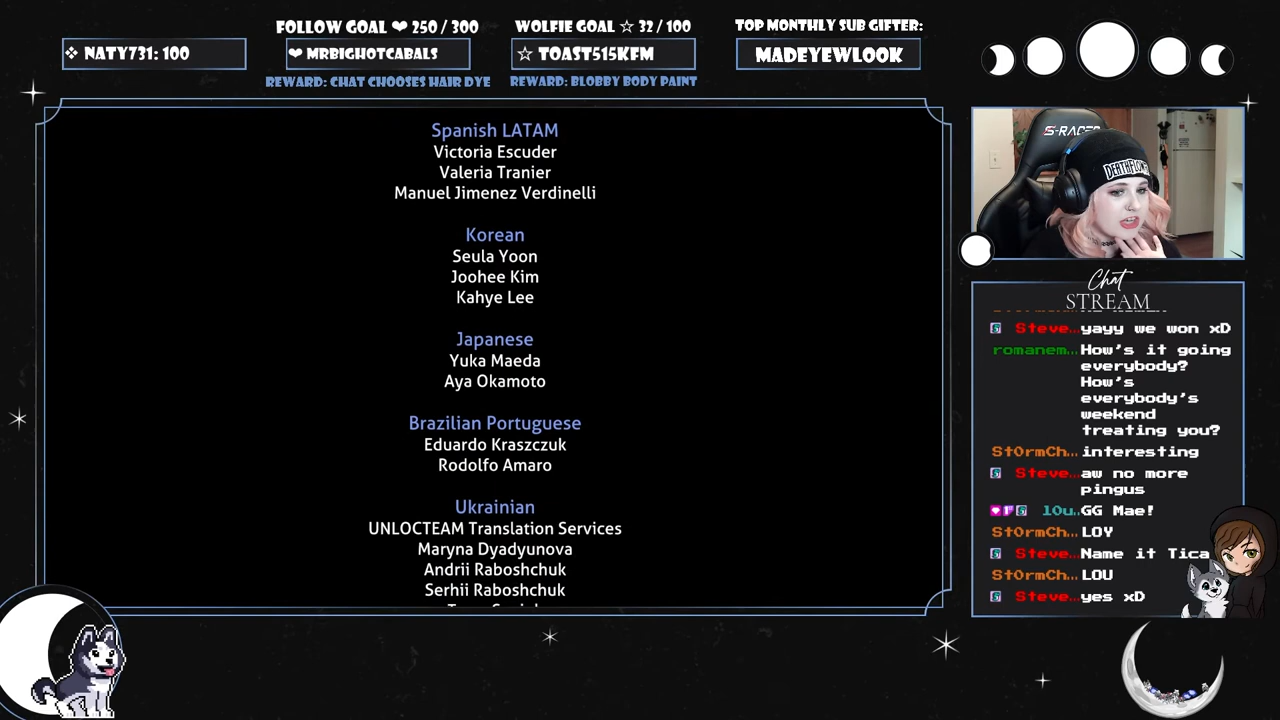 FOLLOW GOAL ❤ 250 / 300
WOLFIE GOAL ☆ 32 / 100
TOP MONTHLY SUB GIFTER:
❖ NATY731: 100
❤ MRBIGHOTCABALS
☆ TOAST515KFM
MADEYEWLOOK
REWARD: CHAT CHOOSES HAIR DYE
REWARD: BLOBBY BODY PAINT
Spanish LATAM
Victoria Escuder
Valeria Tranier
Manuel Jimenez Verdinelli
Korean
Seula Yoon
Joohee Kim
Kahye Lee
Japanese
Yuka Maeda
Aya Okamoto
Brazilian Portuguese
Eduardo Kraszczuk
Rodolfo Amaro
Ukrainian
UNLOCTEAM Translation Services
Maryna Dyadyunova
Andrii Raboshchuk
Serhii Raboshchuk
Chat
STREAM
Steve… yayy we won xD
romanem… How's it going
everybody?
How's
everybody's
weekend
treating you?
St0rmCh… interesting
Steve… aw no more
pingus
l0u… GG Mae!
St0rmCh… LOY
Steve… Name it Tica
St0rmCh… LOU
Steve… yes xD